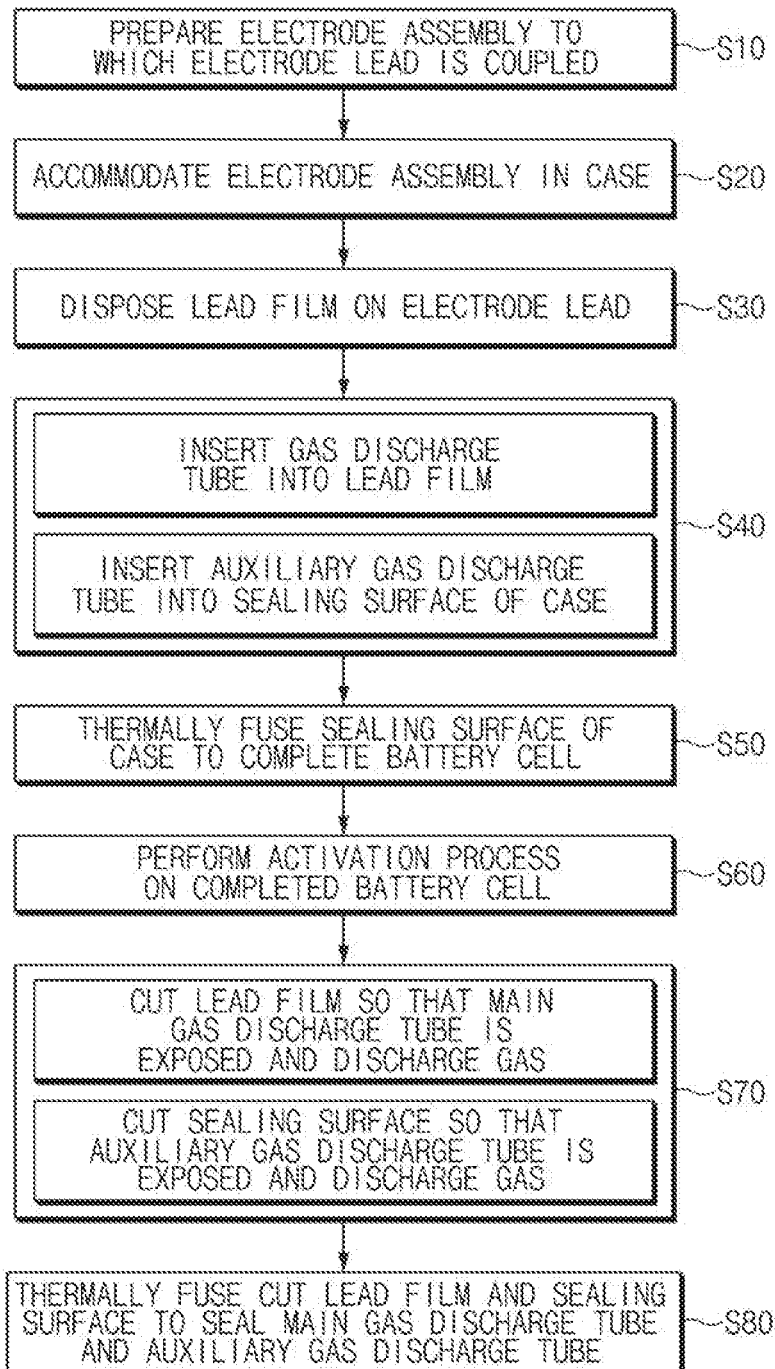 PREPARE ELECTRODE ASSEMBLY TO
WHICH ELECTRODE LEAD IS COUPLED
S10
ACCOMMODATE ELECTRODE ASSEMBLY IN CASE
S20
DISPOSE LEAD FILM ON ELECTRODE LEAD
S30
INSERT GAS DISCHARGE
TUBE INTO LEAD FILM
INSERT AUXILIARY GAS DISCHARGE
TUBE INTO SEALING SURFACE OF CASE
S40
THERMALLY FUSE SEALING SURFACE OF
CASE TO COMPLETE BATTERY CELL
S50
PERFORM ACTIVATION PROCESS
ON COMPLETED BATTERY CELL
S60
CUT LEAD FILM SO THAT MAIN
GAS DISCHARGE TUBE IS
EXPOSED AND DISCHARGE GAS
CUT SEALING SURFACE SO THAT
AUXILIARY GAS DISCHARGE TUBE IS
EXPOSED AND DISCHARGE GAS
S70
THERMALLY FUSE CUT LEAD FILM AND SEALING
SURFACE TO SEAL MAIN GAS DISCHARGE TUBE
AND AUXILIARY GAS DISCHARGE TUBE
S80